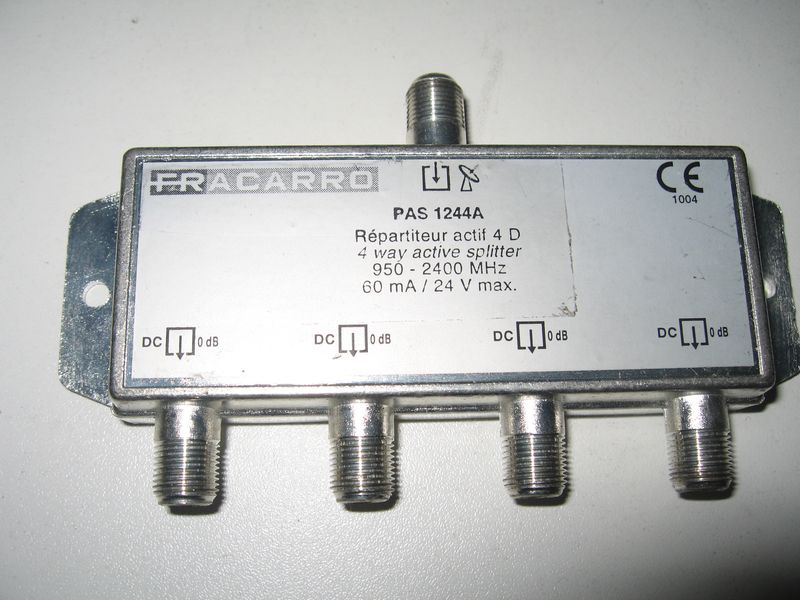 FRACARRO
CE
1004
PAS 1244A
Répartiteur actif 4 D
4 way active splitter
950 - 2400 MHz
60 mA / 24 V max.
DC 0 dB DC 0 dB DC 0 dB DC 0 dB